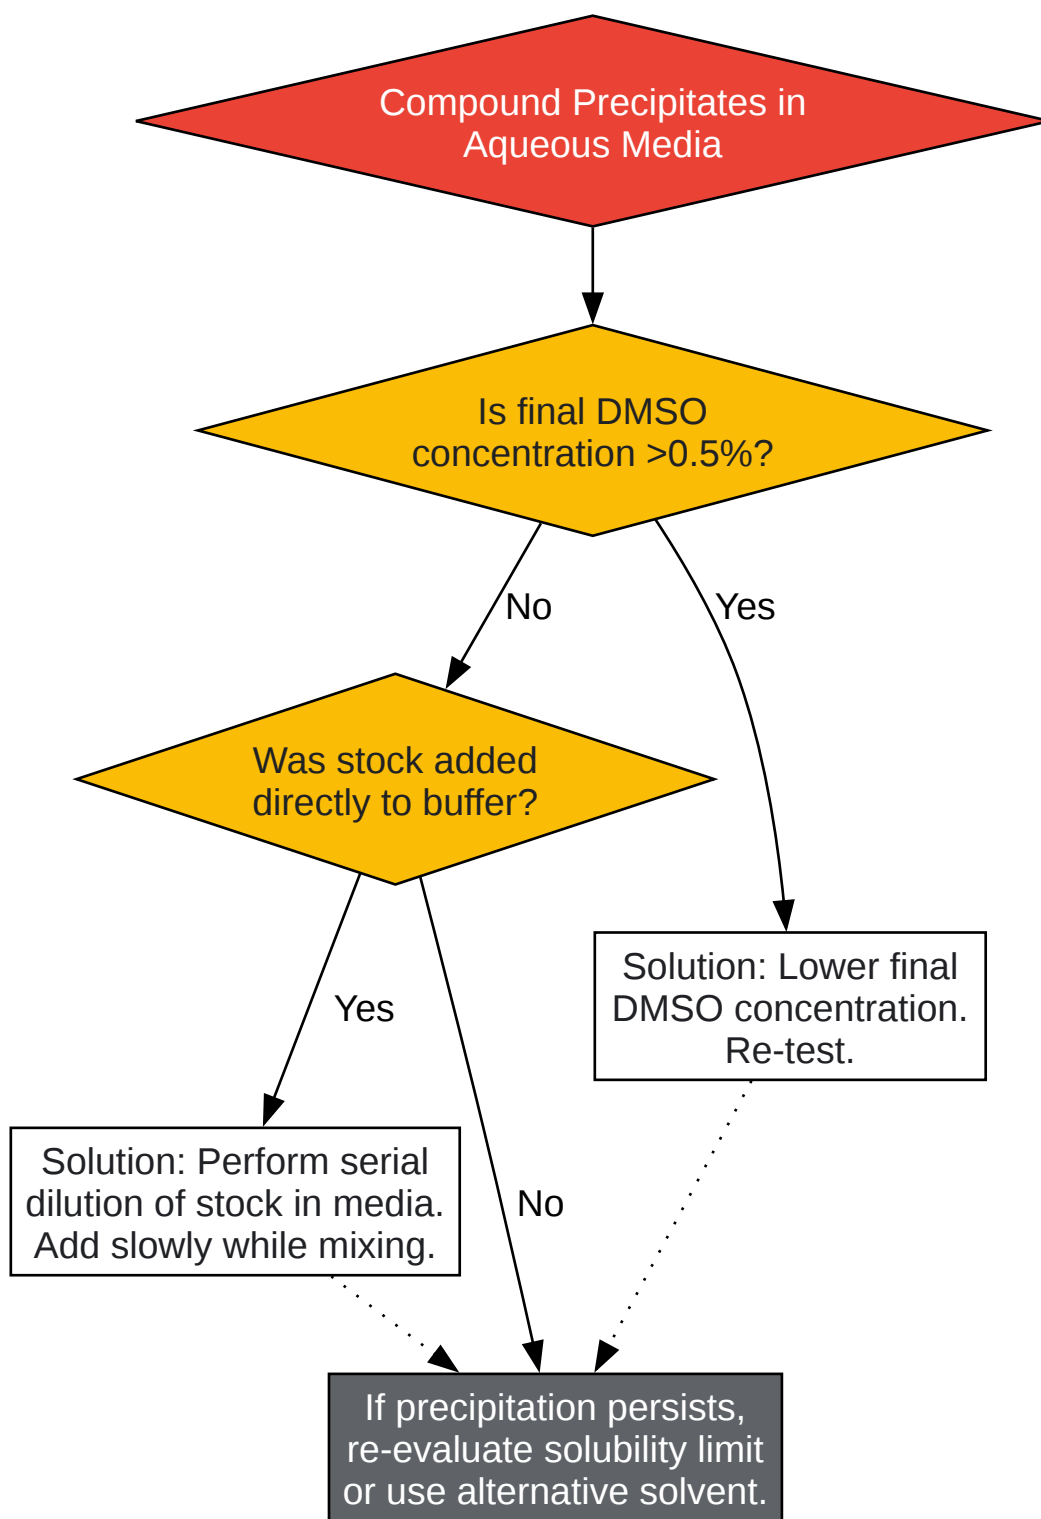 Compound Precipitates in
Aqueous Media
Is final DMSO
concentration >0.5%?
No
Yes
Was stock added
directly to buffer?
Solution: Lower final
DMSO concentration.
Re-test.
Yes
Solution: Perform serial
dilution of stock in media.
Add slowly while mixing.
No
If precipitation persists,
re-evaluate solubility limit
or use alternative solvent.